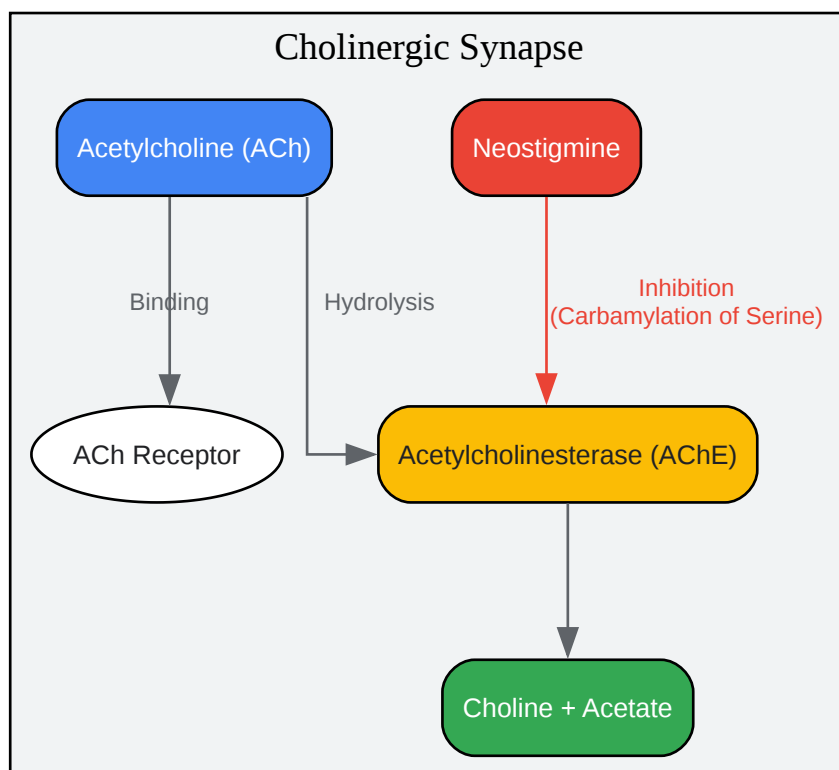 Cholinergic Synapse
Acetylcholine (ACh)
Neostigmine
Binding
Hydrolysis
Inhibition
(Carbamylation of Serine)
ACh Receptor
Acetylcholinesterase (AChE)
Choline + Acetate